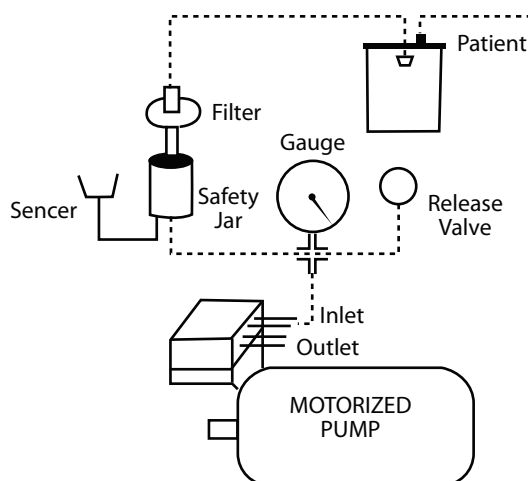 Patient
Filter
Gauge
Sencer
Safety
Jar
Release
Valve
Inlet
Outlet
MOTORIZED
PUMP